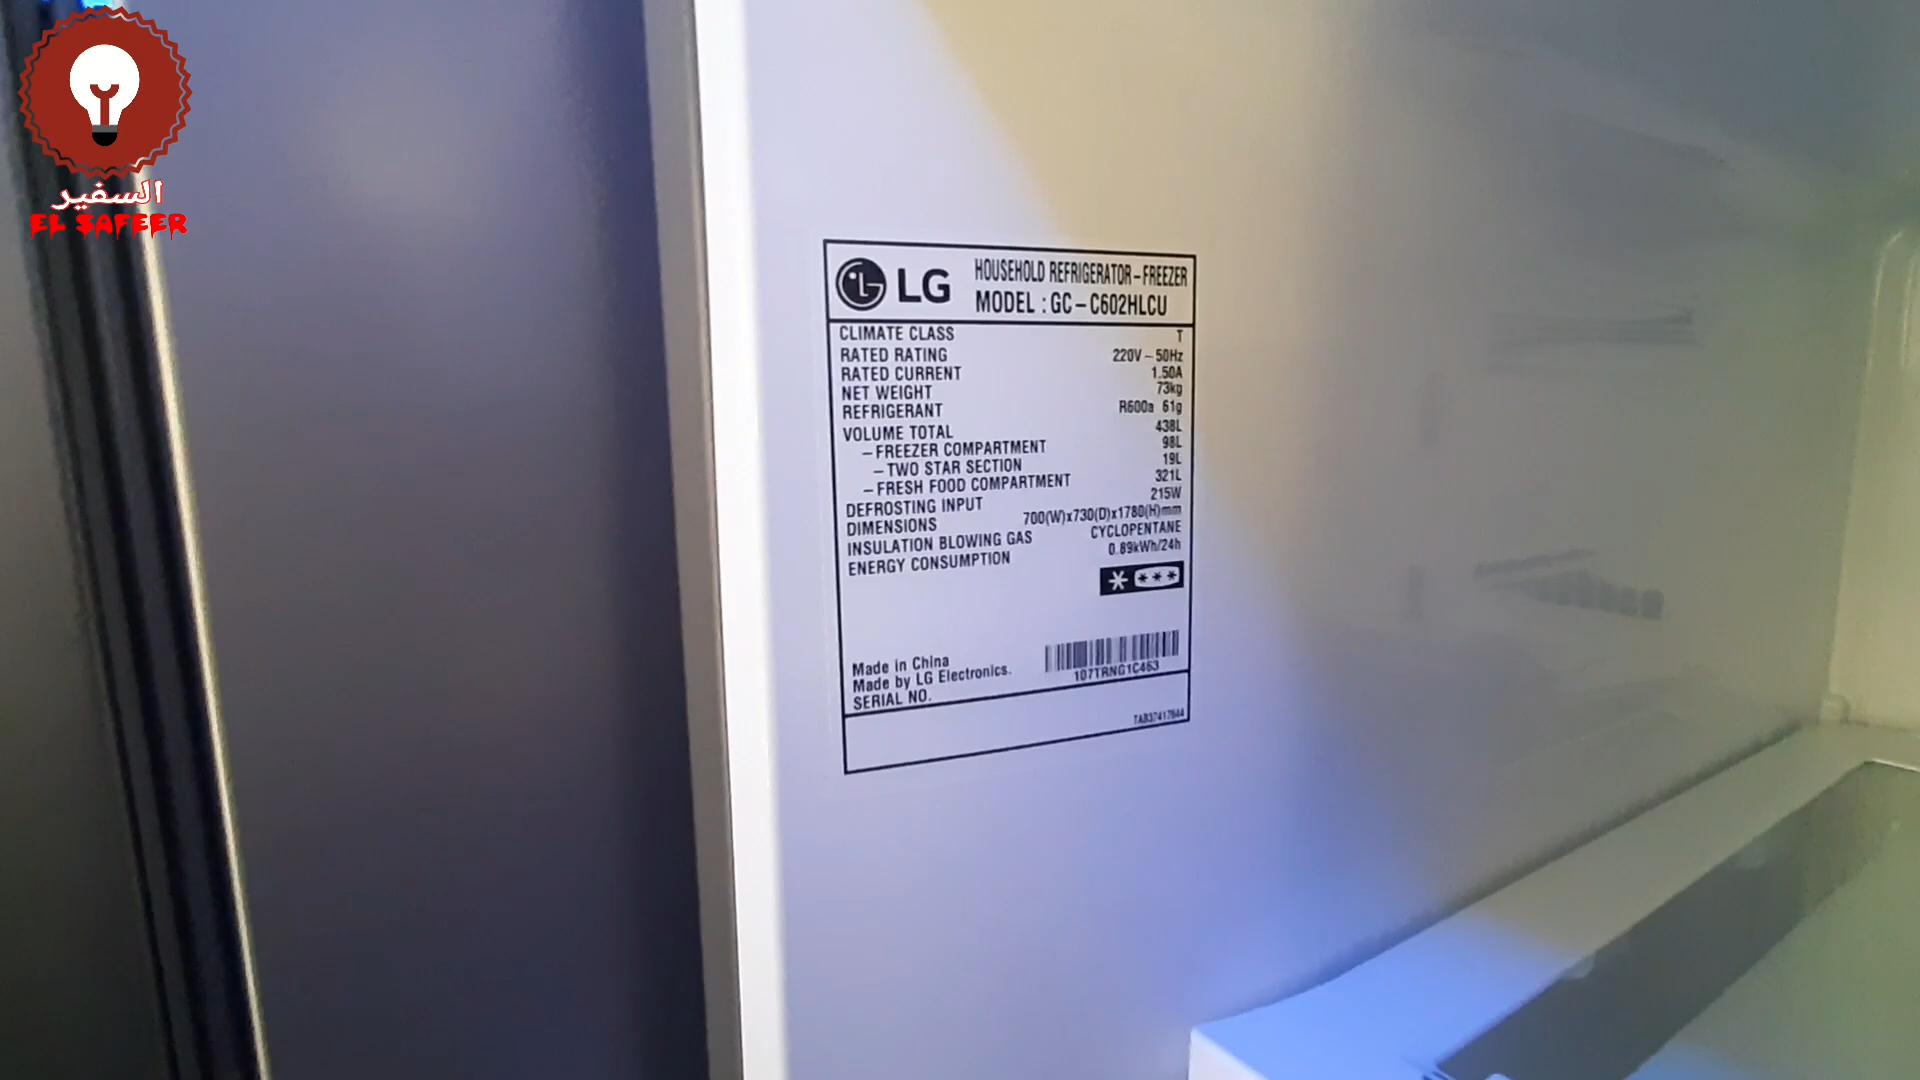 السفير
EL SAFEER
LG
HOUSEHOLD REFRIGERATOR-FREEZER
MODEL : GC-C602HLCU
CLIMATE CLASS T
RATED RATING 220V~50Hz
RATED CURRENT 1.50A
NET WEIGHT 73kg
REFRIGERANT R600a 61g
VOLUME TOTAL 438L
-FREEZER COMPARTMENT 98L
-TWO STAR SECTION 19L
-FRESH FOOD COMPARTMENT 321L
DEFROSTING INPUT 215W
DIMENSIONS 700(W)x730(D)x1780(H)mm
INSULATION BLOWING GAS CYCLOPENTANE
ENERGY CONSUMPTION 0.89kWh/24h
Made in China
Made by LG Electronics.
SERIAL NO. 107TRNG1C463